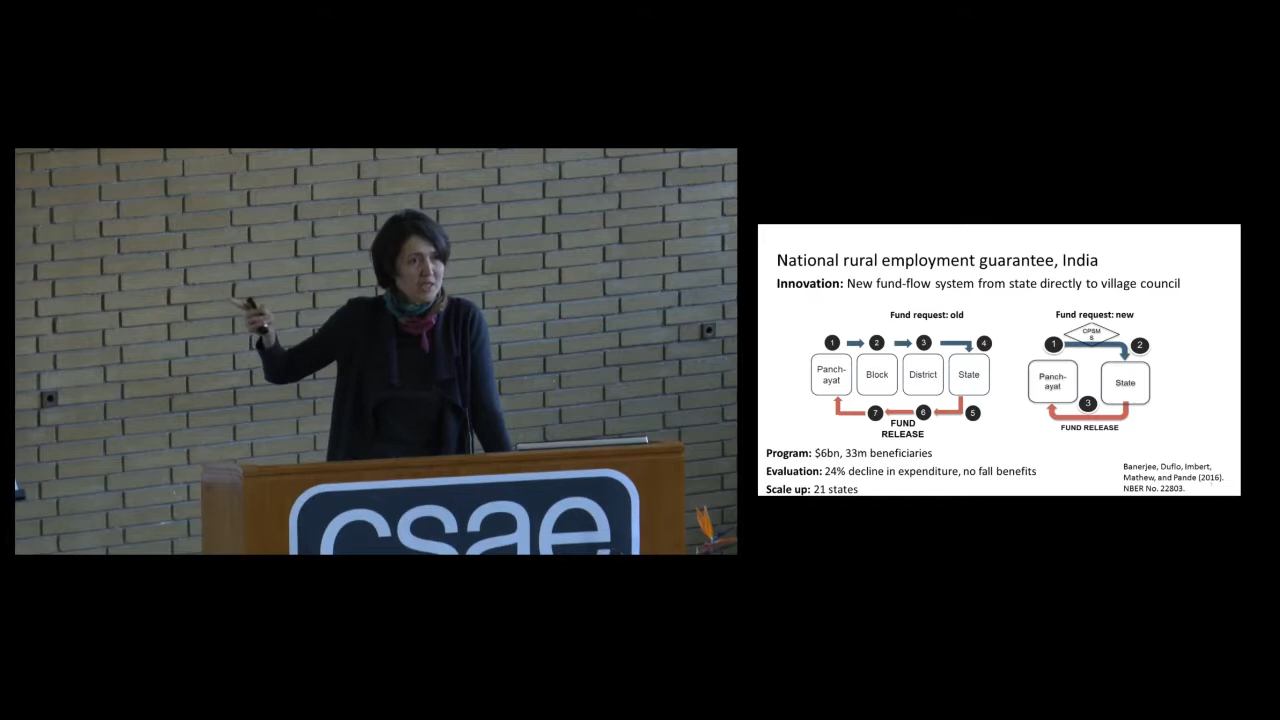 csae
National rural employment guarantee, India
Innovation: New fund-flow system from state directly to village council
Fund request: old
1
2
3
4
Panch-
ayat
Block
District
State
7
6
5
FUND
RELEASE
Fund request: new
CPSM
S
1
2
Panch-
ayat
State
3
FUND RELEASE
Program: $6bn, 33m beneficiaries
Evaluation: 24% decline in expenditure, no fall benefits
Scale up: 21 states
Banerjee, Duflo, Imbert,
Mathew, and Pande (2016).
NBER No. 22803.